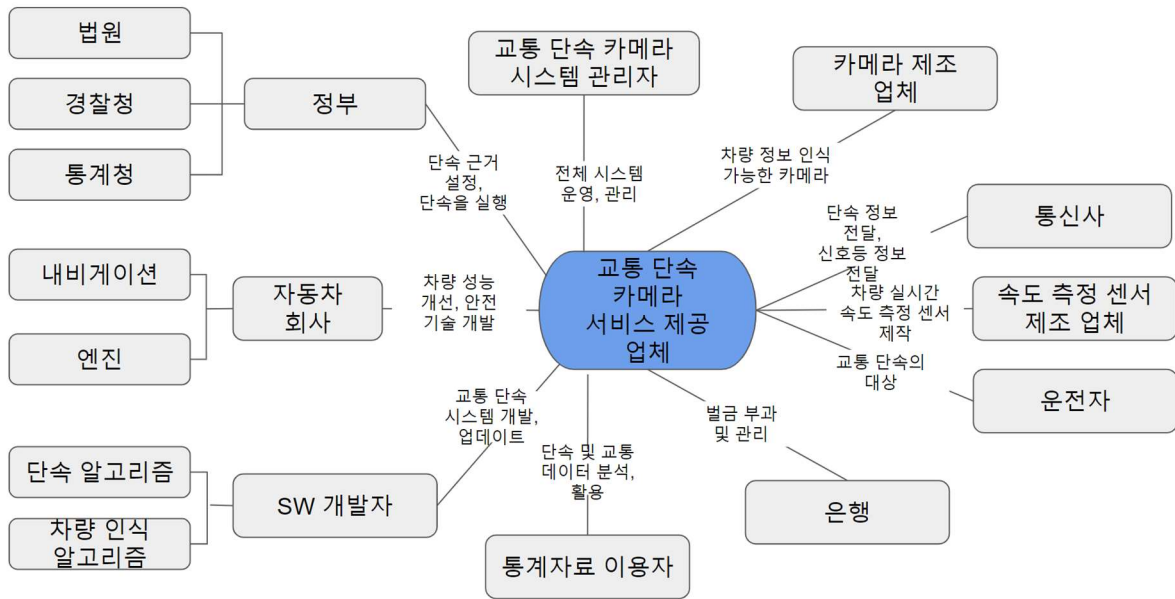 법원
경찰청
통계청
정부
교통 단속 카메라
시스템 관리자
카메라 제조
업체
단속 근거
설정,
단속을 실행
전체 시스템
운영, 관리
차량 정보 인식
가능한 카메라
단속 정보
전달,
신호등 정보
전달
통신사
내비게이션
엔진
자동차
회사
차량 성능
개선, 안전
기술 개발
교통 단속
카메라
서비스 제공
업체
차량 실시간
속도 측정 센서
제작
속도 측정 센서
제조 업체
교통 단속의
대상
운전자
교통 단속
시스템 개발,
업데이트
벌금 부과
및 관리
단속 및 교통
데이터 분석,
활용
단속 알고리즘
차량 인식
알고리즘
SW 개발자
은행
통계자료 이용자